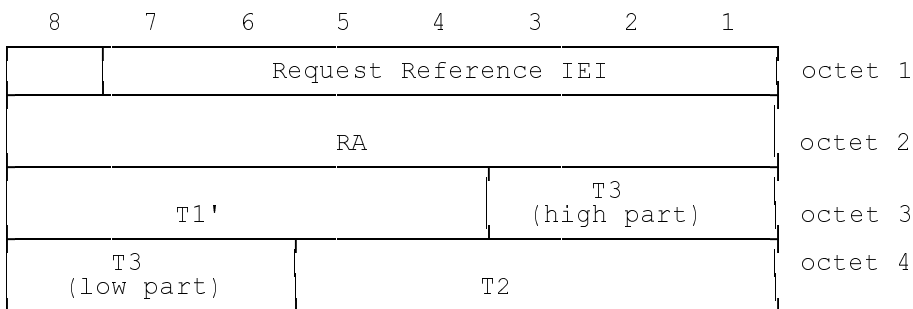 8 7 6 5 4 3 2 1
Request Reference IEI octet 1
RA octet 2
T3
T1' (high part) octet 3
T3 octet 4
(low part) T2